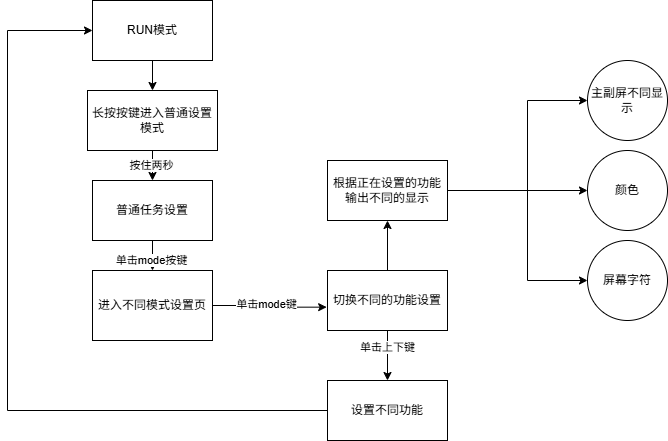 RUN模式
长按按键进入普通设置
模式
按住两秒
普通任务设置
单击mode按键
进入不同模式设置页
单击mode键
切换不同的功能设置
根据正在设置的功能
输出不同的显示
主副屏不同显
示
颜色
屏幕字符
单击上下键
设置不同功能